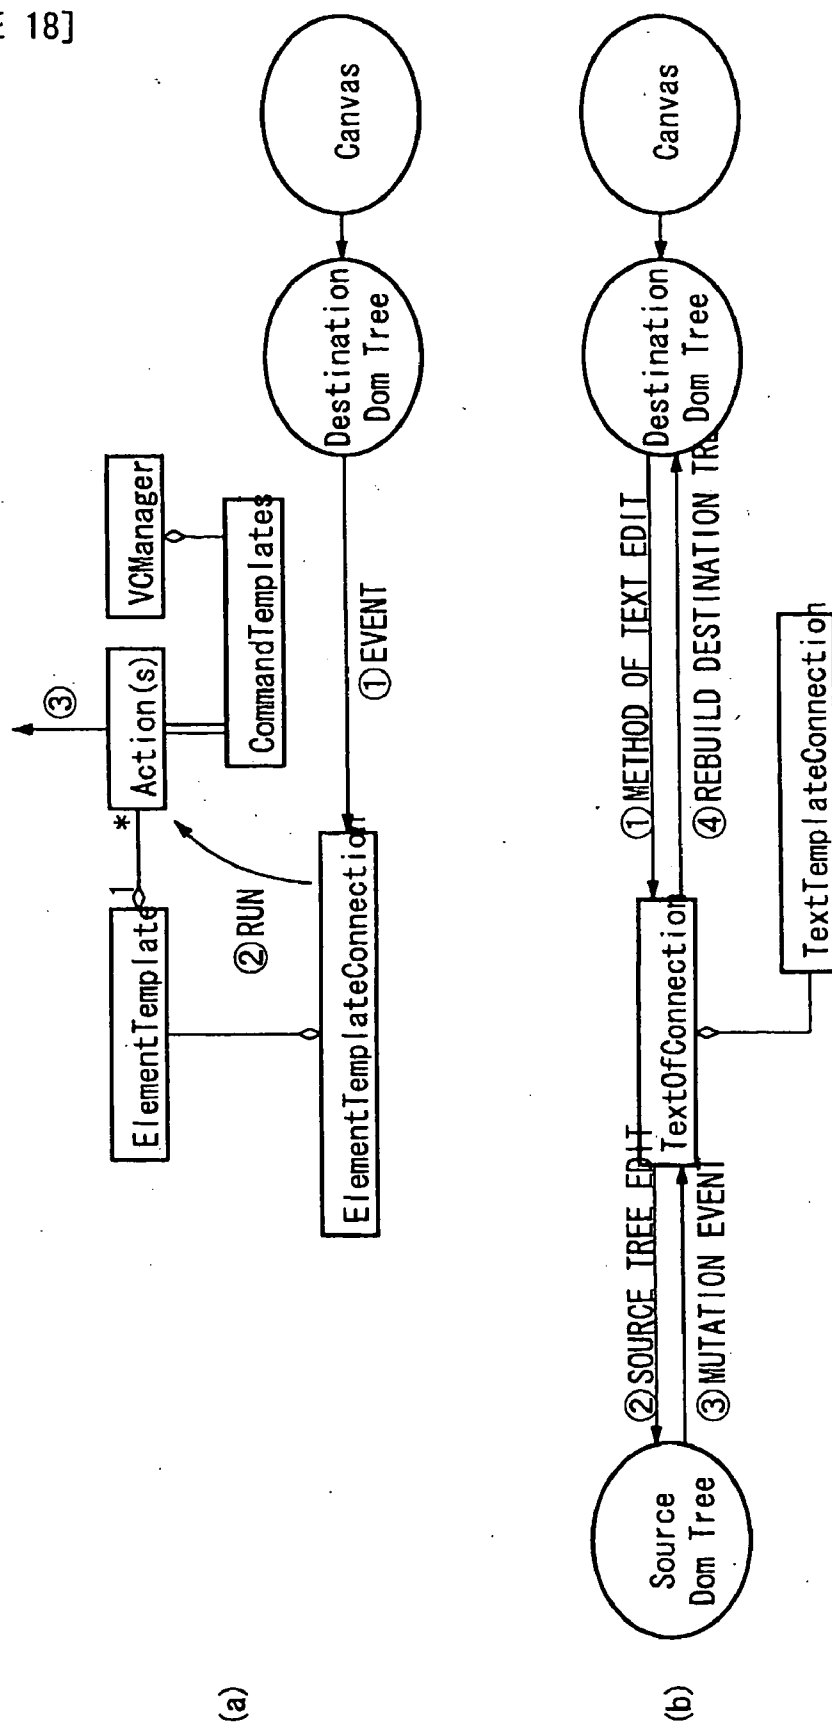 E 18]
(a)
ElementTemplate
1
*
Action(s)
③
VCManager
CommandTemplates
②RUN
ElementTemplateConnection
①EVENT
Destination
Dom Tree
Canvas
(b)
Source
Dom Tree
②SOURCE TREE EDIT
③MUTATION EVENT
TextOfConnection
TextTemplateConnection
①METHOD OF TEXT EDIT
④REBUILD DESTINATION TRE
Destination
Dom Tree
Canvas